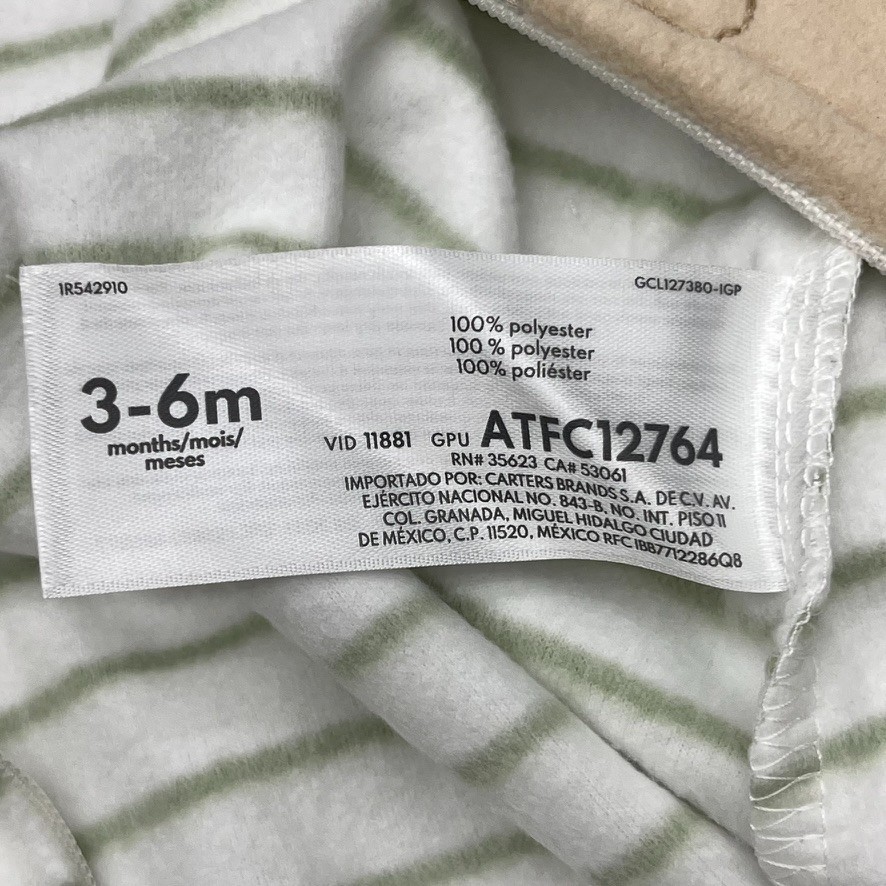 1R542910
GCL127380-IGP
100% polyester
100 % polyester
100% poliéster
3-6m
months/mois/
meses
VID 11881 GPU ATFC12764
RN# 35623 CA# 53061
IMPORTADO POR: CARTERS BRANDS S.A. DE C.V. AV.
EJÉRCITO NACIONAL NO. 843-B, NO. INT. PISO 11
COL. GRANADA, MIGUEL HIDALGO CIUDAD
DE MÉXICO, C.P. 11520, MÉXICO RFC IBB7712286Q8